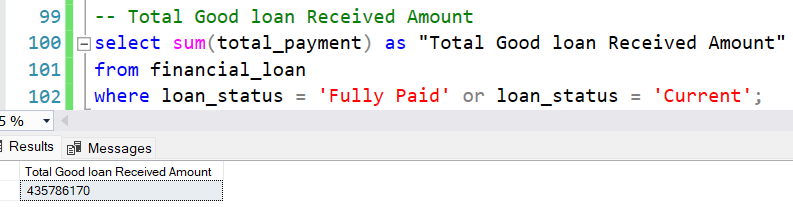 99 -- Total Good loan Received Amount
100 select sum(total_payment) as "Total Good loan Received Amount"
101 from financial_loan
102 where loan_status = 'Fully Paid' or loan_status = 'Current';
5 %
Results Messages
Total Good loan Received Amount
435786170